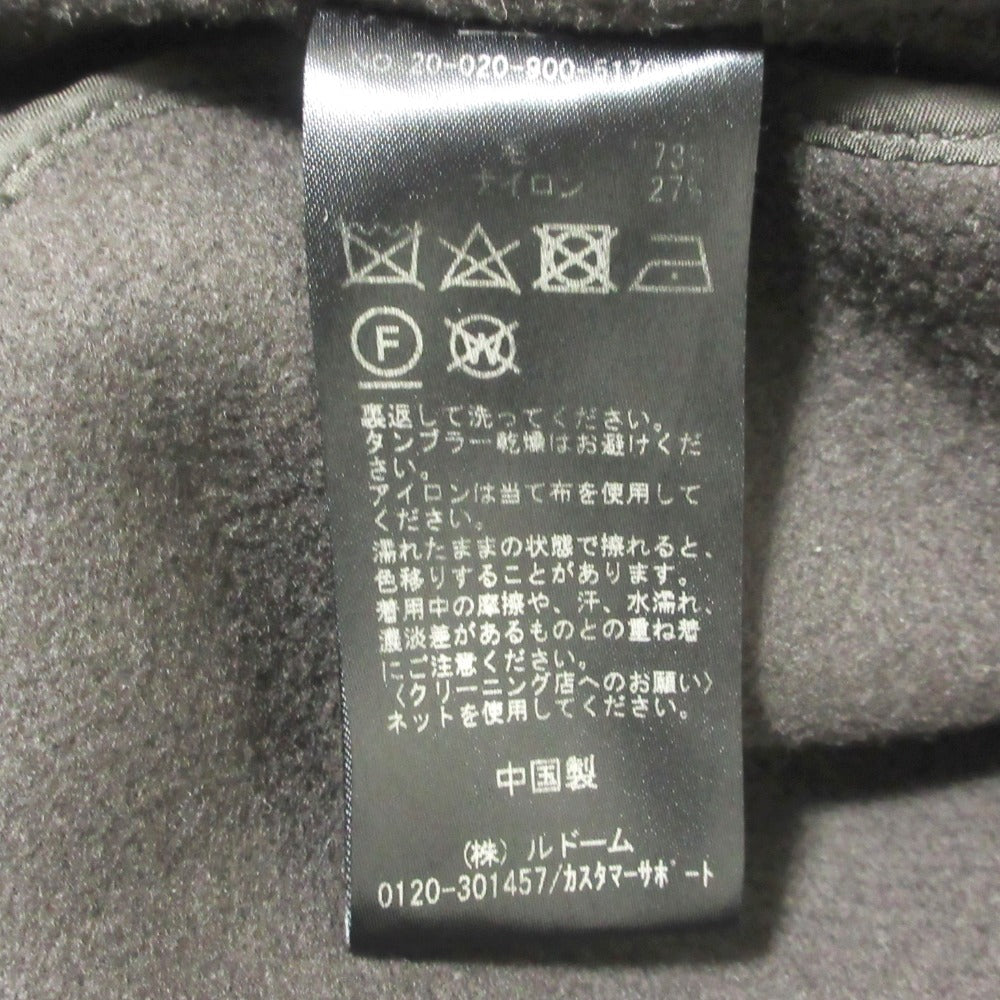 NO 20-020-900-517
毛 73%
ナイロン 27%
F
W
裏返して洗ってください。
タンブラー乾燥はお避けくだ
さい。
アイロンは当て布を使用して
ください。
濡れたままの状態で擦れると、
色移りすることがあります。
着用中の摩擦や、汗、水濡れ、
濃淡差があるものとの重ね着
にご注意ください。
〈クリーニング店へのお願い〉
ネットを使用してください。
中国製
(株) ルドーム
0120-301457/カスタマーサポート